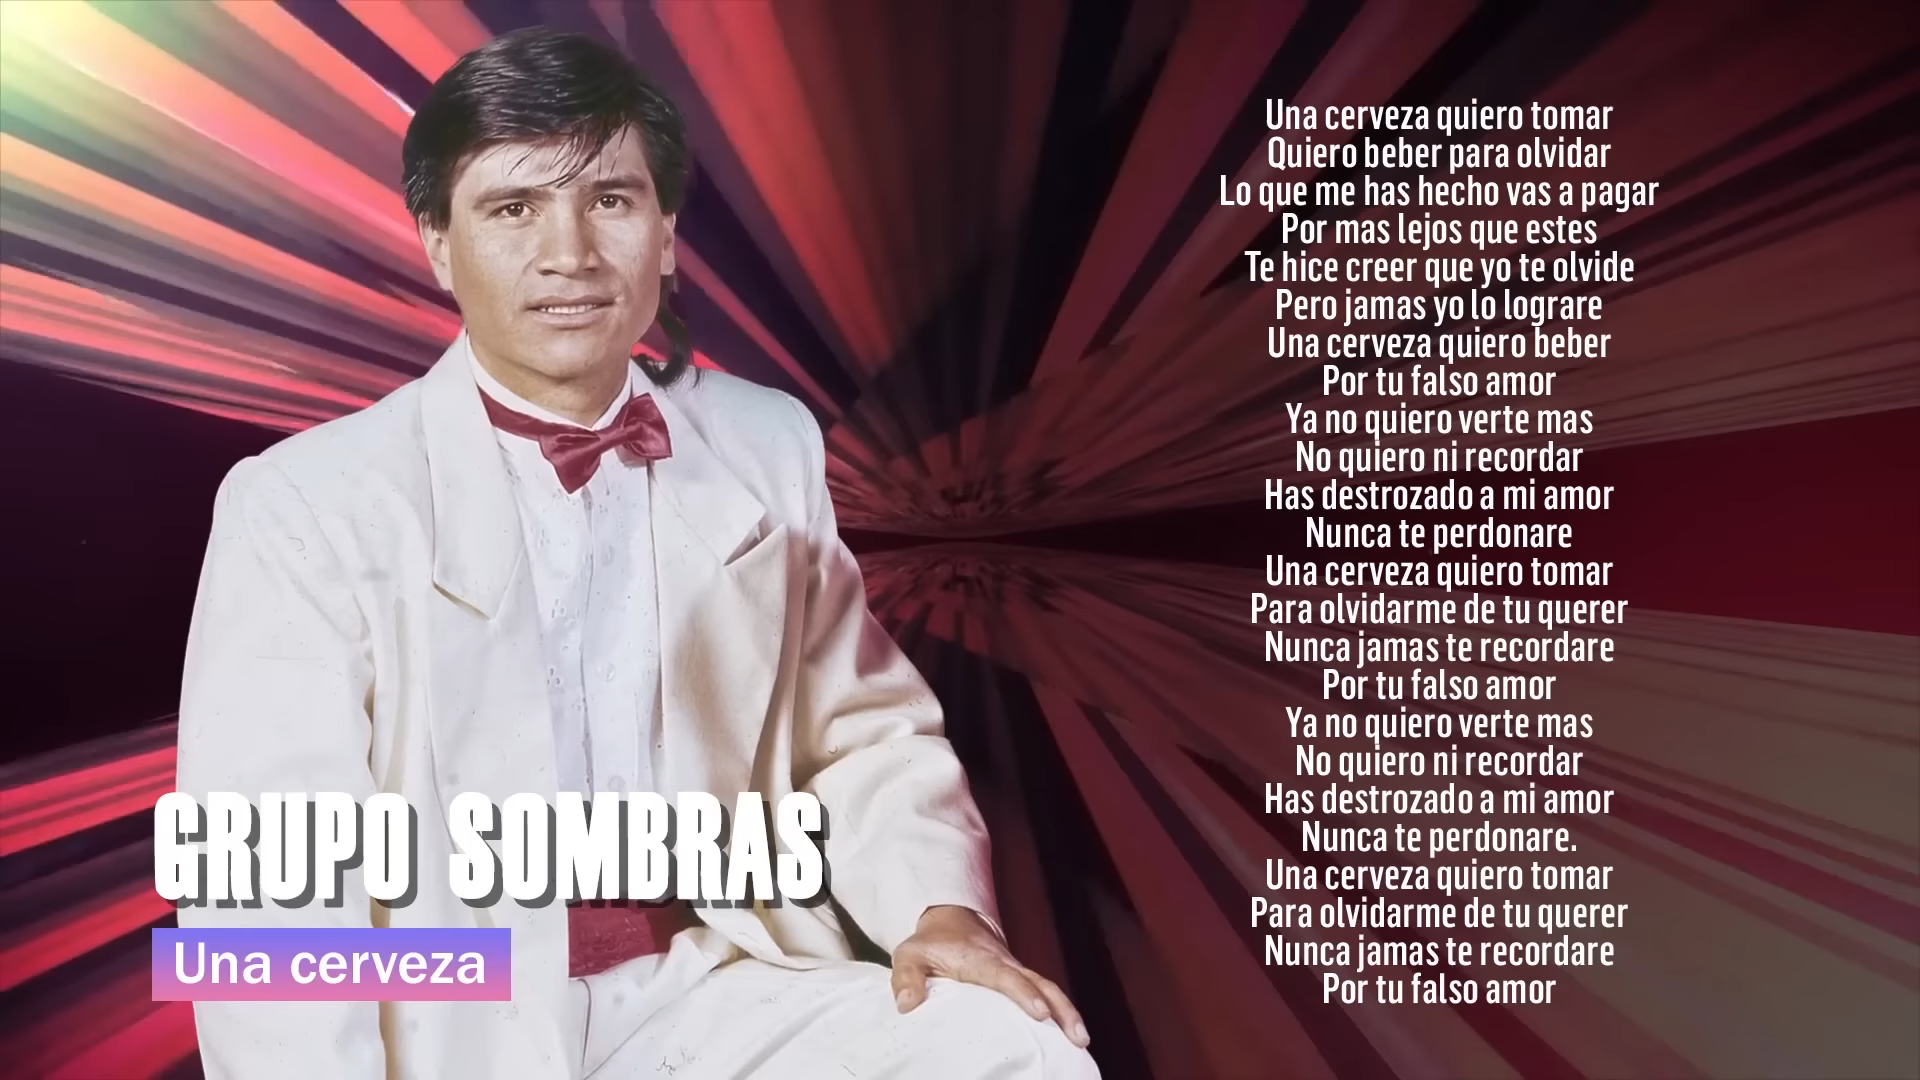 GRUPO SOMBRAS
Una cerveza
Una cerveza quiero tomar
Quiero beber para olvidar
Lo que me has hecho vas a pagar
Por mas lejos que estes
Te hice creer que yo te olvide
Pero jamas yo lo lograre
Una cerveza quiero beber
Por tu falso amor
Ya no quiero verte mas
No quiero ni recordar
Has destrozado a mi amor
Nunca te perdonare
Una cerveza quiero tomar
Para olvidarme de tu querer
Nunca jamas te recordare
Por tu falso amor
Ya no quiero verte mas
No quiero ni recordar
Has destrozado a mi amor
Nunca te perdonare.
Una cerveza quiero tomar
Para olvidarme de tu querer
Nunca jamas te recordare
Por tu falso amor